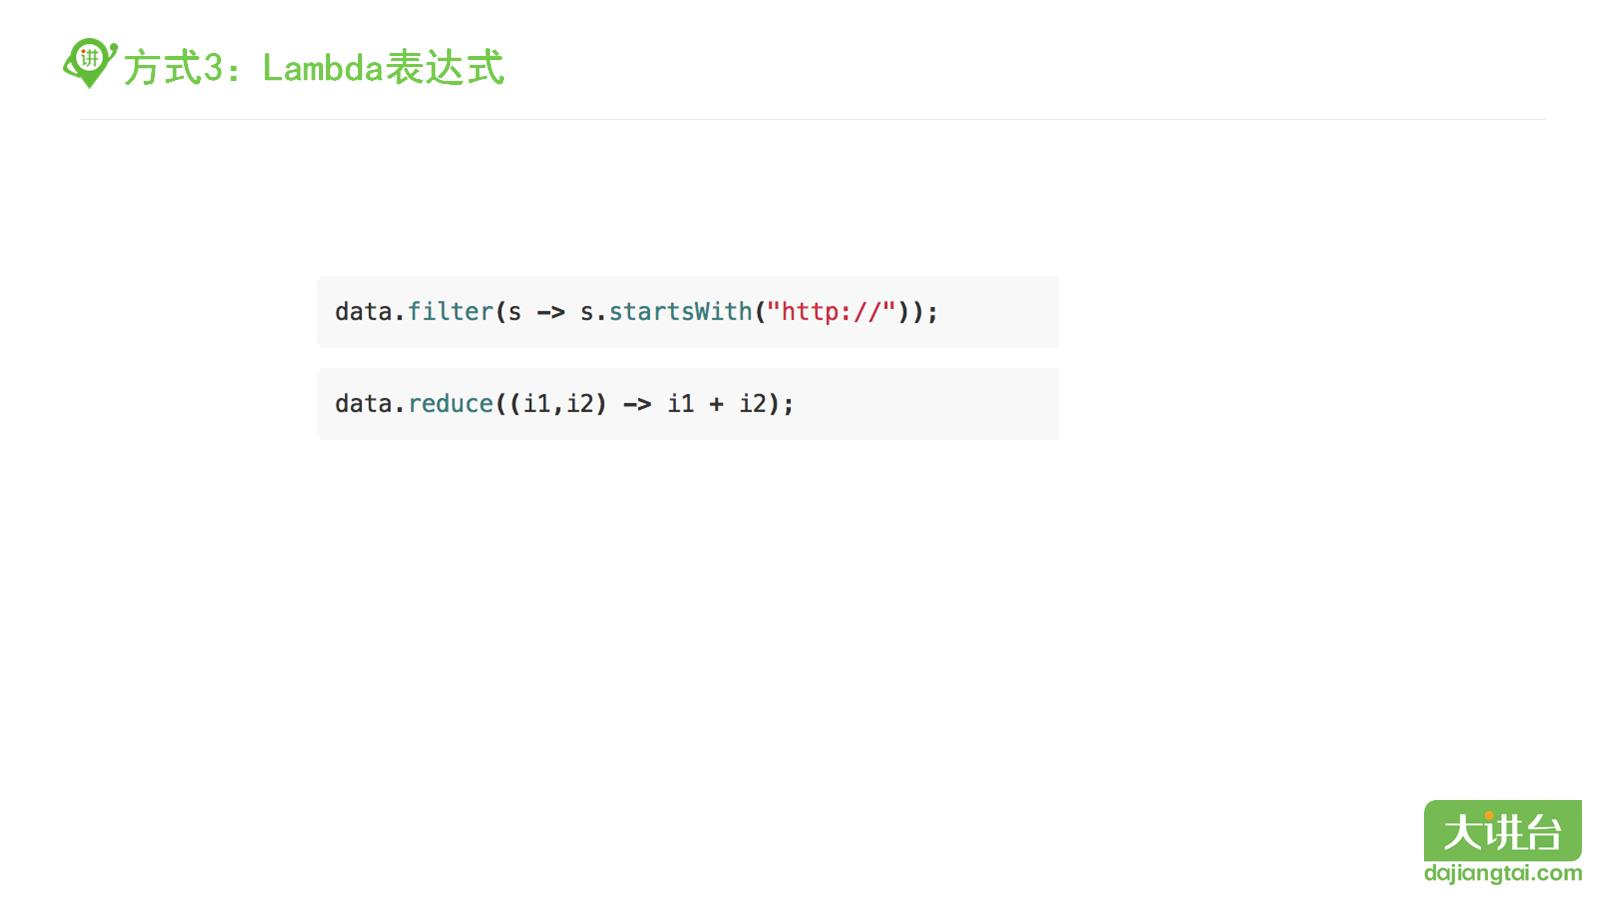 讲
方式3：Lambda表达式
data.filter(s -> s.startsWith("http://"));
data.reduce((i1,i2) -> i1 + i2);
大讲台
dajiangtai.com